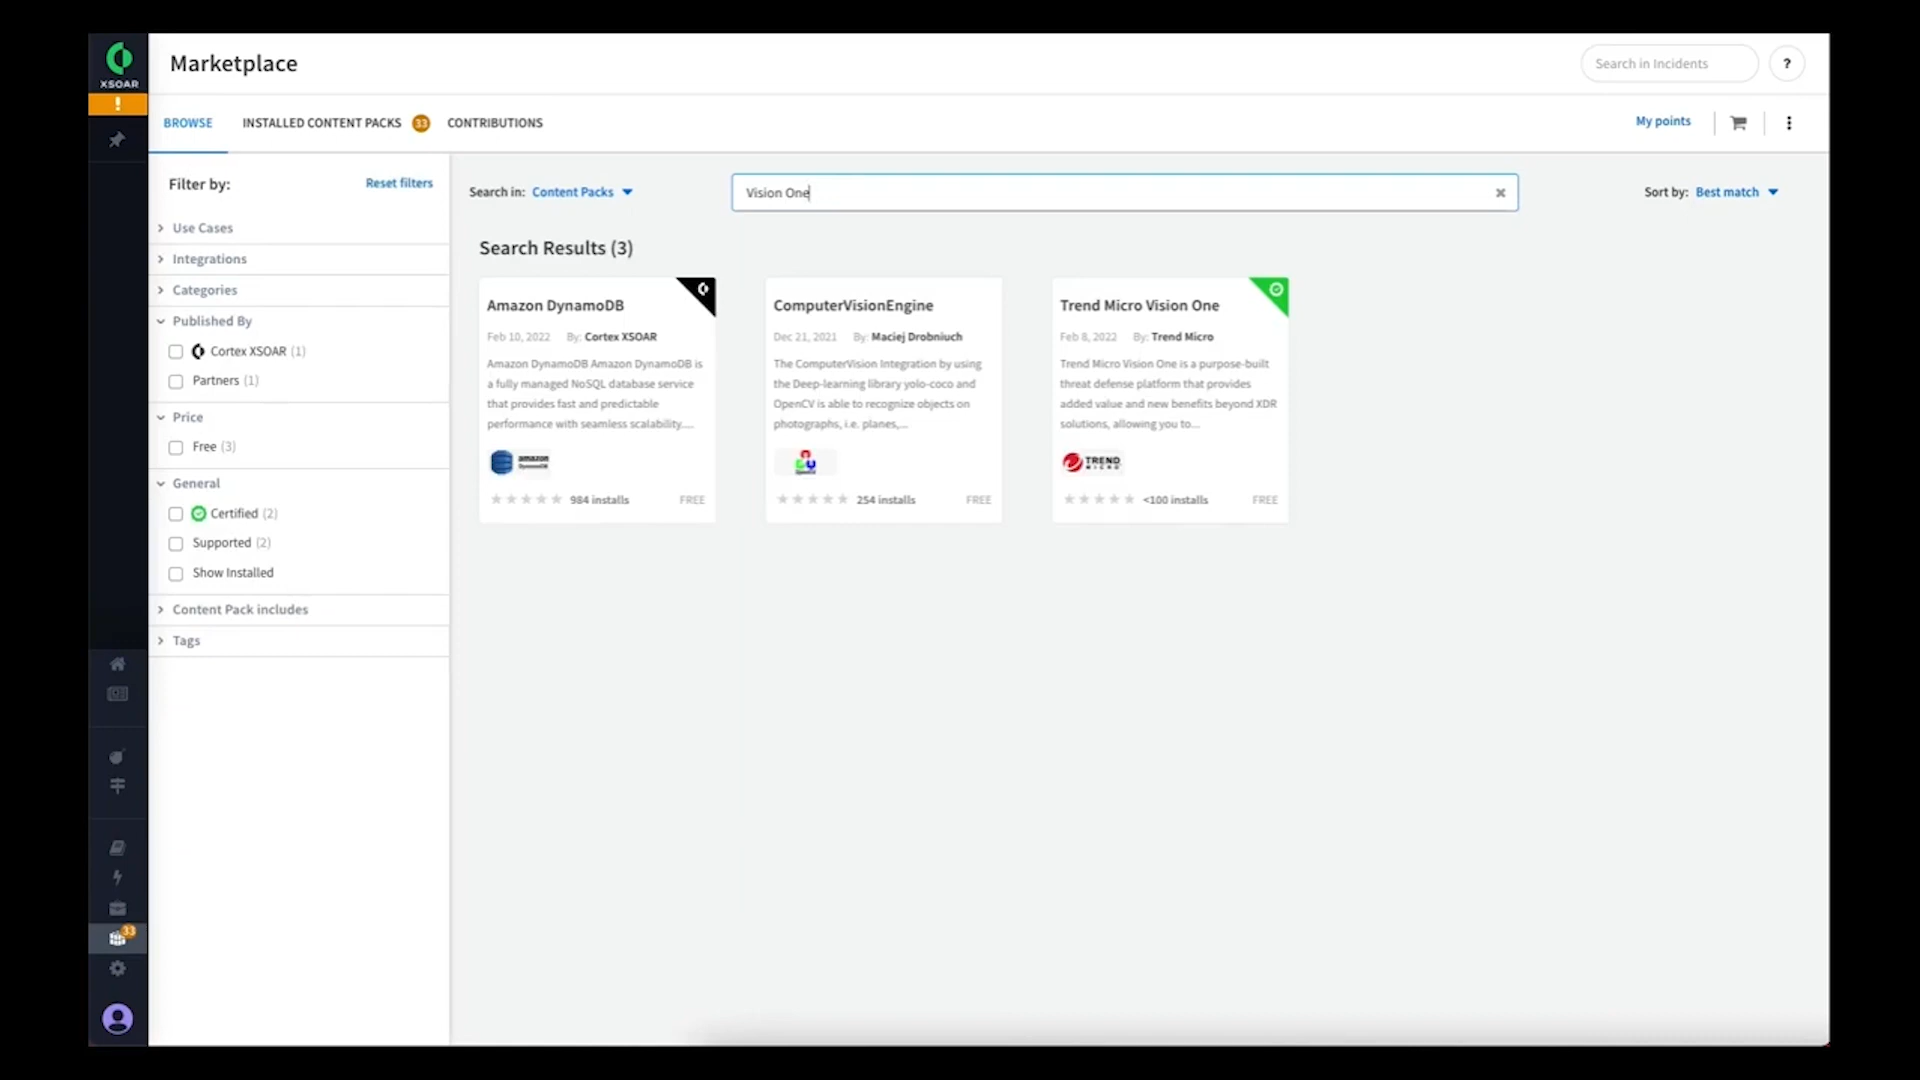 XSOAR
Marketplace
Search in Incidents
?
!
BROWSE
INSTALLED CONTENT PACKS 33
CONTRIBUTIONS
My points
Filter by:
Reset filters
Search in: Content Packs
Vision One
Sort by: Best match
Use Cases
Integrations
Categories
Published By
Cortex XSOAR (1)
Partners (1)
Price
Free (3)
General
Certified (2)
Supported (2)
Show Installed
Content Pack includes
Tags
Search Results (3)
Amazon DynamoDB
Feb 10, 2022 By: Cortex XSOAR
Amazon DynamoDB Amazon DynamoDB is
a fully managed NoSQL database service
that provides fast and predictable
performance with seamless scalability....
amazon
DynamoDB
984 installs FREE
ComputerVisionEngine
Dec 21, 2021 By: Maciej Drobniuch
The ComputerVision Integration by using
the Deep-learning library yolo-coco and
OpenCV is able to recognize objects on
photographs, i.e. planes,...
OpenCV
254 installs FREE
Trend Micro Vision One
Feb 8, 2022 By: Trend Micro
Trend Micro Vision One is a purpose-built
threat defense platform that provides
added value and new benefits beyond XDR
solutions, allowing you to...
TREND
MICRO
<100 installs FREE
33